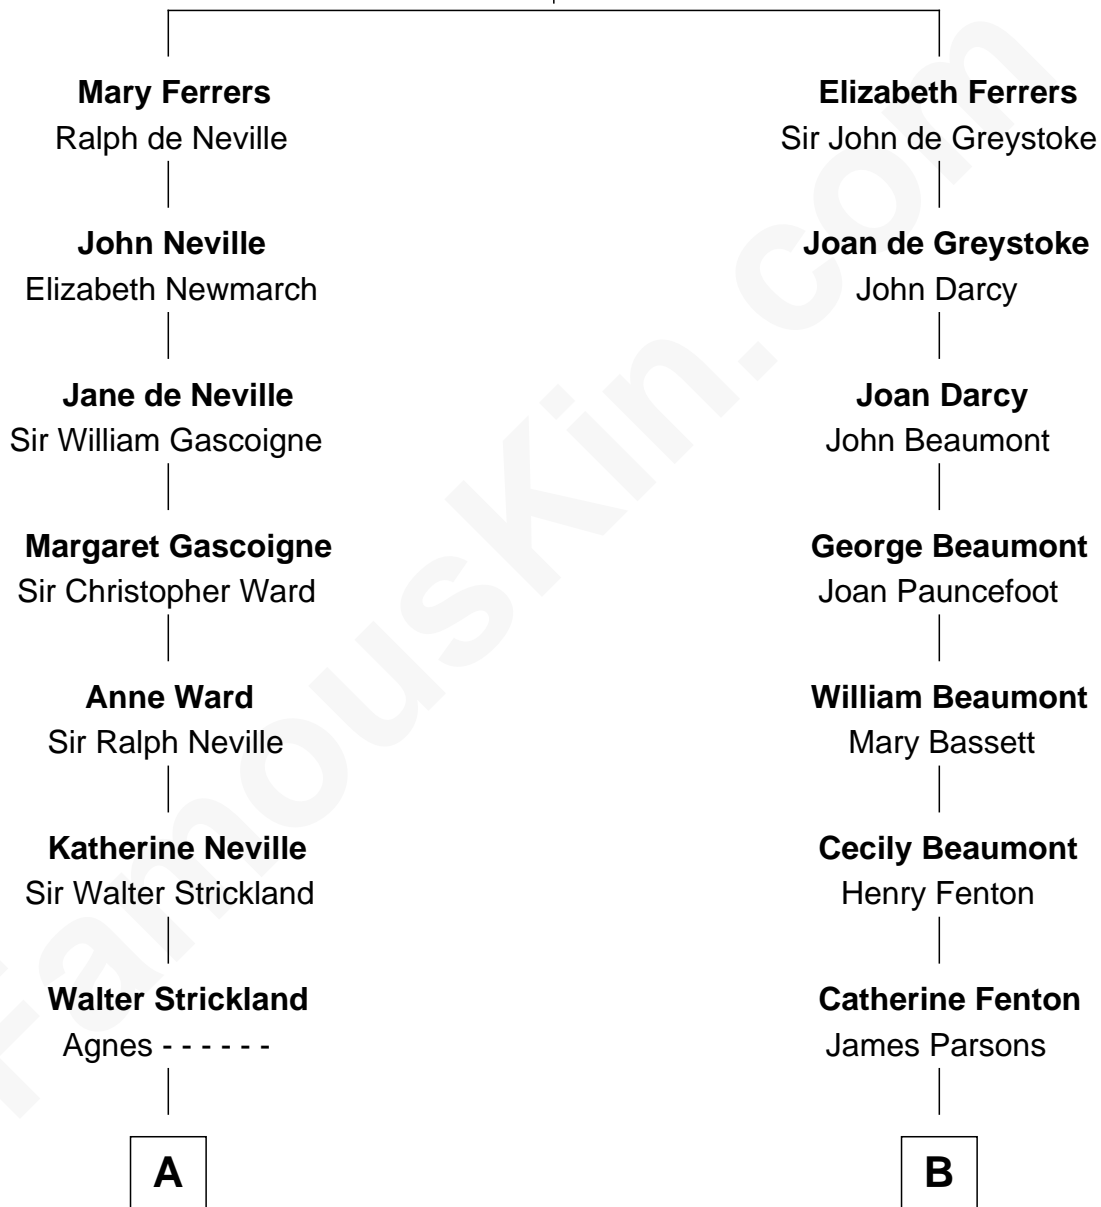 Mary Ferrers
Ralph de Neville
John Neville
Elizabeth Newmarch
Jane de Neville
Sir William Gascoigne
Margaret Gascoigne
Sir Christopher Ward
Anne Ward
Sir Ralph Neville
Katherine Neville
Sir Walter Strickland
Walter Strickland
Agnes - - - - - -
A
Elizabeth Ferrers
Sir John de Greystoke
Joan de Greystoke
John Darcy
Joan Darcy
John Beaumont
George Beaumont
Joan Pauncefoot
William Beaumont
Mary Bassett
Cecily Beaumont
Henry Fenton
Catherine Fenton
James Parsons
B
FamousKin.com